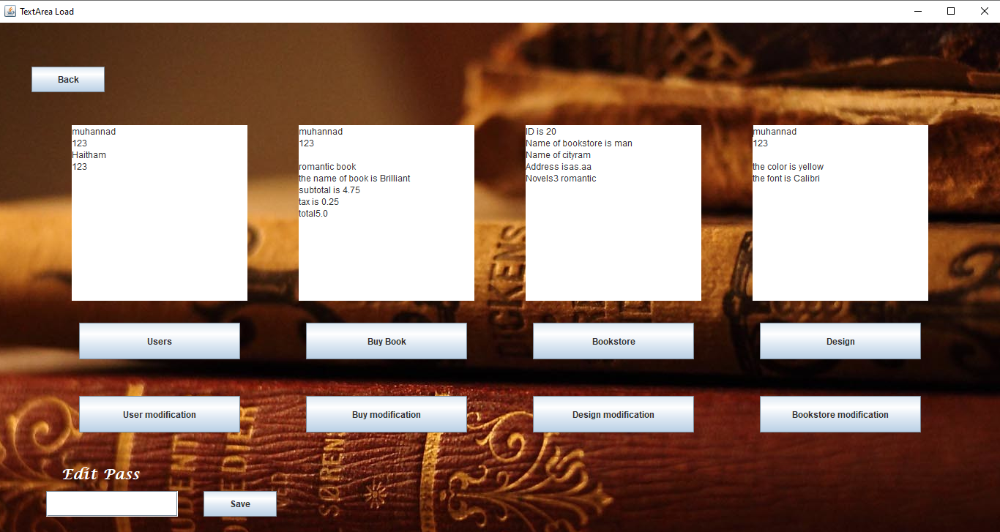 TextArea Load
Back
muhannad
123
Haitham
123
muhannad
123
romantic book
the name of book is Brilliant
subtotal is 4.75
tax is 0.25
total5.0
ID is 20
Name of bookstore is man
Name of cityram
Address isas.aa
Novels3 romantic
muhannad
123
the color is yellow
the font is Calibri
DICKENS
Users
Buy Book
Bookstore
Design
User modification
Buy modification
Design modification
Bookstore modification
Edit Pass
Save